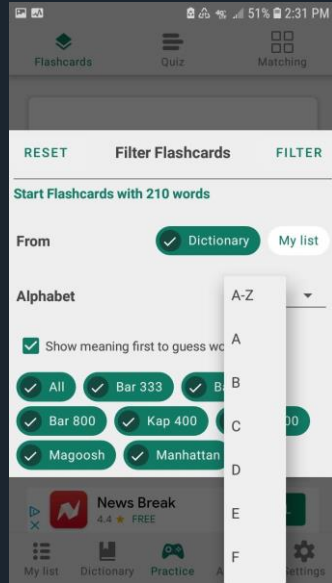 51% 2:31 PM
Flashcards Quiz Matching
RESET Filter Flashcards FILTER
Start Flashcards with 210 words
From Dictionary My list
Alphabet A-Z
A
Show meaning first to guess
All Bar 333 B
Bar 800 Kap 400 C 00
Magoosh Manhattan
D
News Break
4.4 ★ FREE
E
F
My list Dictionary Practice Settings